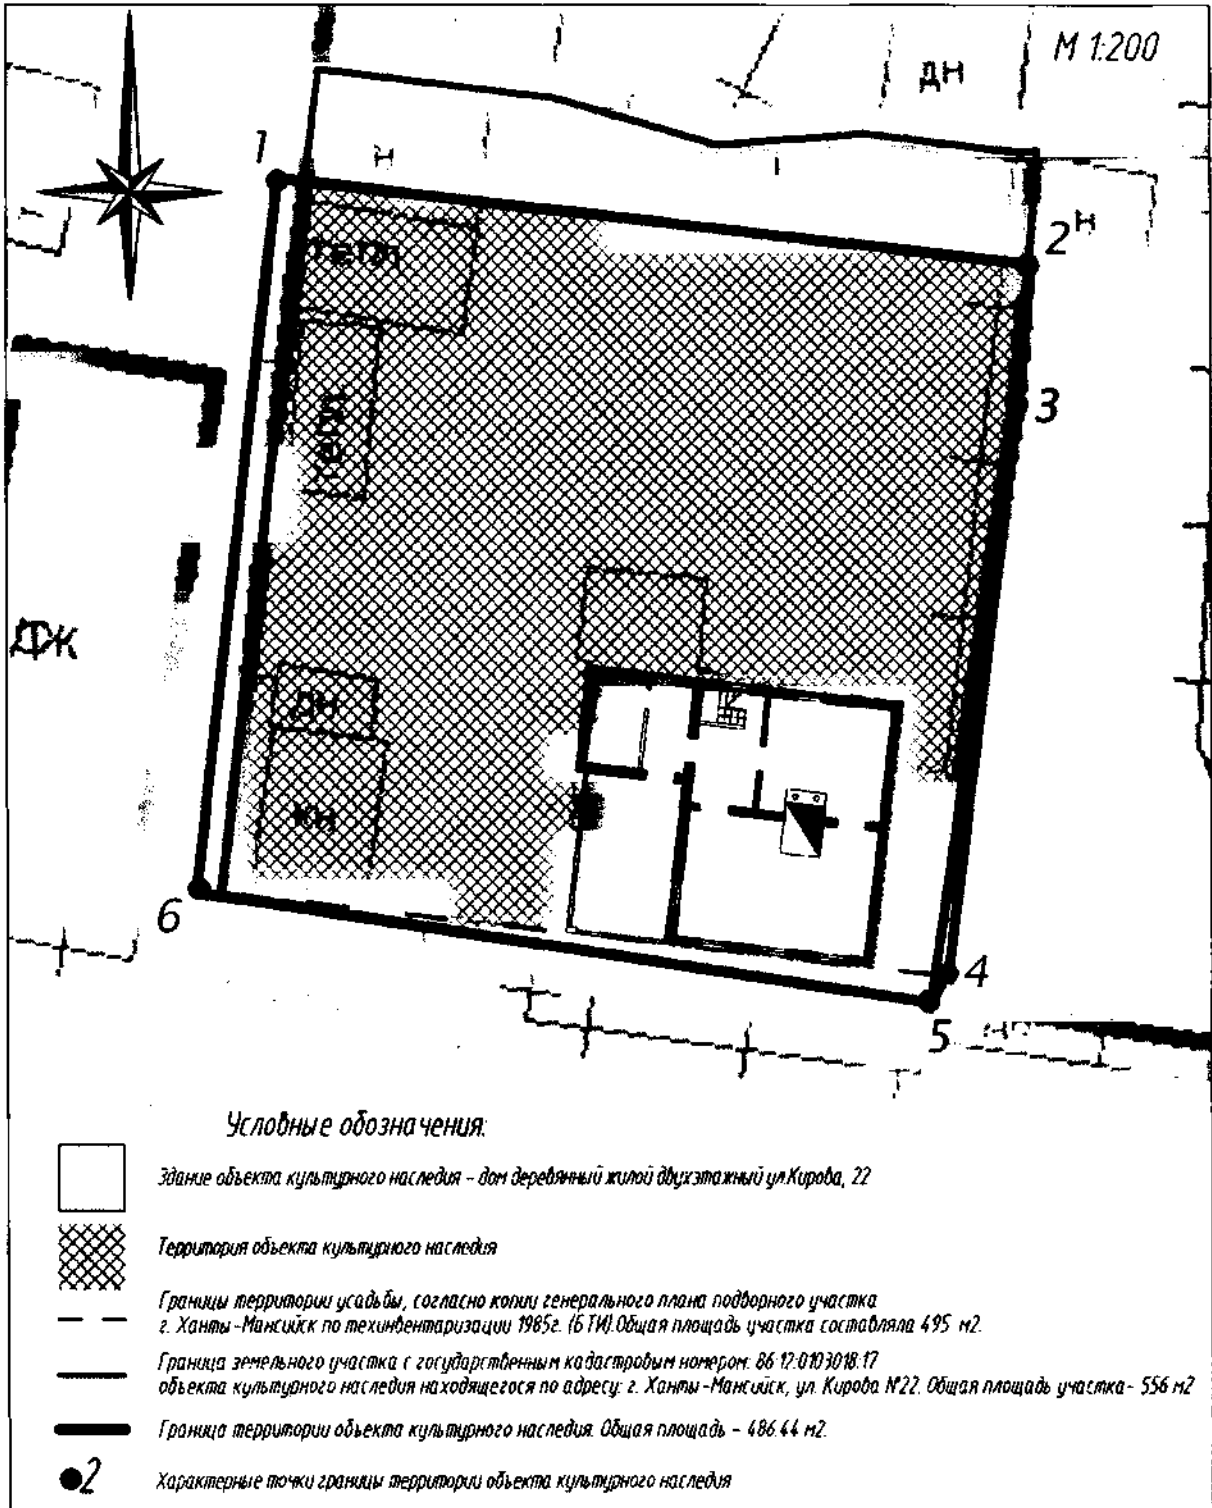 М 1:200
ДН
1
Н
2
Н
тепл
3
тепл
ДН
КН
6
4
5
Условные обозначения:
Здание объекта культурного наследия - дом деревянный жилой двухэтажный ул.Кирова, 22
Территория объекта культурного наследия
Границы территории усадьбы, согласно копии генерального плана подворного участка
г. Ханты-Мансийск по техинвентаризации 1985г. (БТИ).Общая площадь участка составляла 495 м2.
Граница земельного участка с государственным кадастровым номером: 86:12:0103018:17
объекта культурного наследия находящегося по адресу: г. Ханты-Мансийск, ул. Кирова №22. Общая площадь участка- 556 м2
Граница территории объекта культурного наследия. Общая площадь - 486.44 м2.
2
Характерные точки границы территории объекта культурного наследия